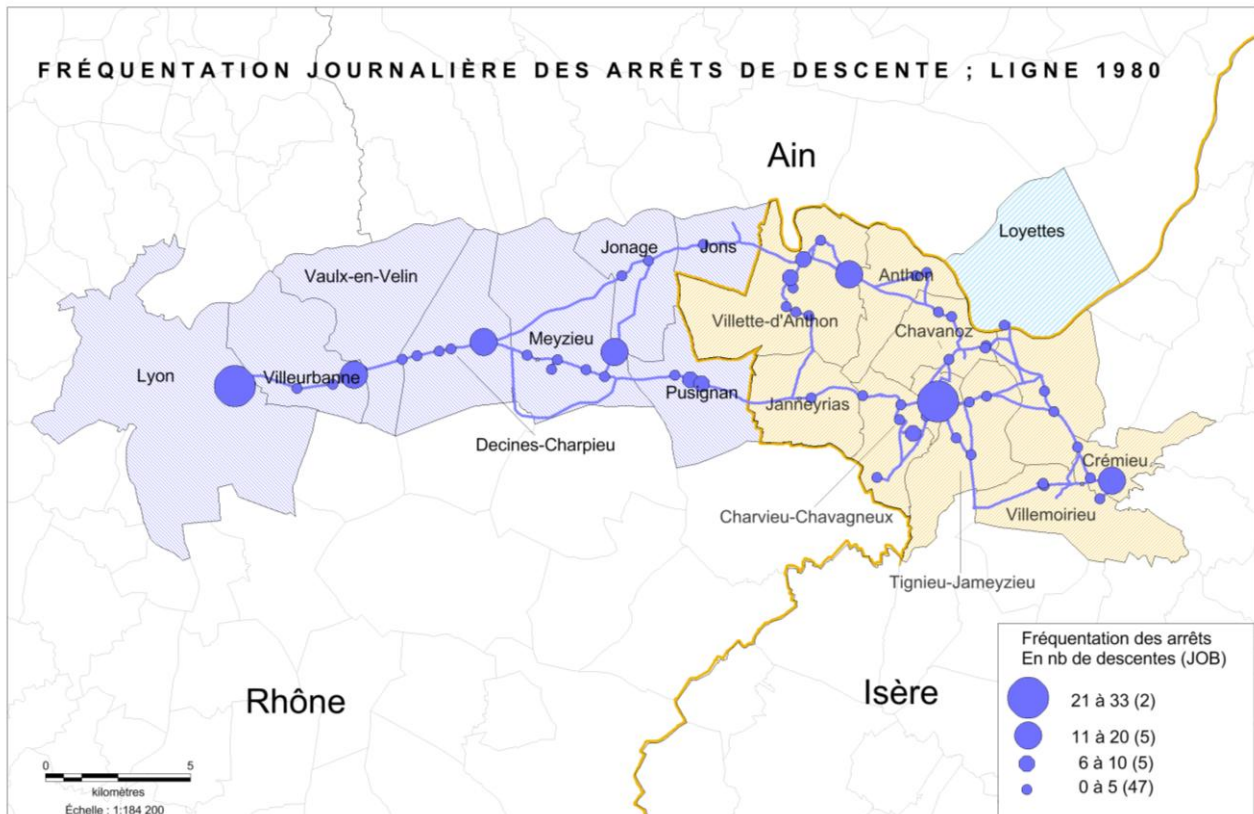 FRÉQUENTATION JOURNALIÈRE DES ARRÊTS DE DESCENTE ; LIGNE 1980
Ain
Loyettes
Jonage
Jons
Vaulx-en-Velin
Anthon
Villette-d'Anthon
Chavanoz
Meyzieu
Lyon
Villeurbanne
Pusignan
Janneyrias
Decines-Charpieu
Crémieu
Charvieu-Chavagneux
Villemoirieu
Tignieu-Jameyzieu
Rhône
Isère
Fréquentation des arrêts
En nb de descentes (JOB)
21 à 33 (2)
11 à 20 (5)
6 à 10 (5)
0 à 5 (47)
0 5
kilomètres
Échelle : 1:184 200